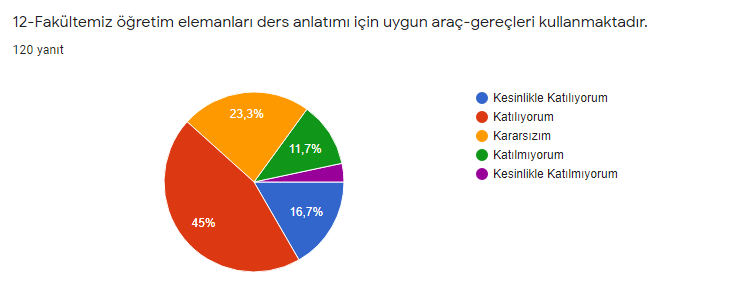 12-Fakültemiz öğretim elemanları ders anlatımı için uygun araç-gereçleri kullanmaktadır.
120 yanıt
Kesinlikle Katılıyorum
Katılıyorum
Kararsızım
Katılmıyorum
Kesinlikle Katılmıyorum
23,3%
11,7%
16,7%
45%